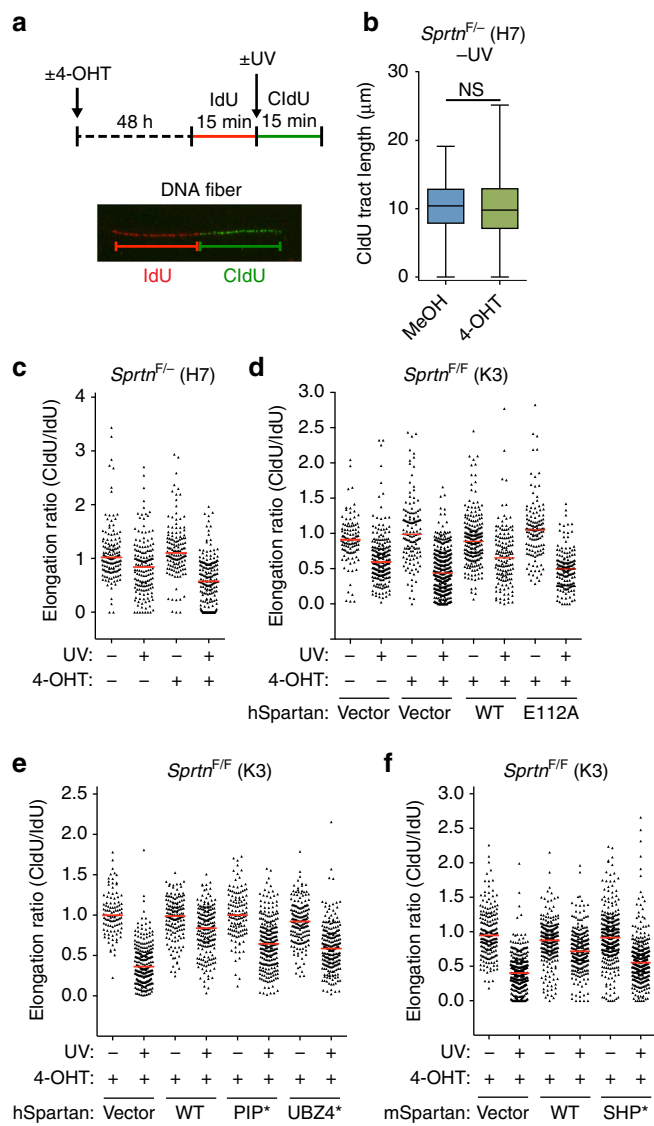 a
±4-OHT
±UV
IdU
CldU
48 h
15 min
15 min
DNA fiber
IdU
CldU
b
Sprtn^F/– (H7)
–UV
CldU tract length (μm)
30
20
10
0
NS
MeOH
4-OHT
c
Sprtn^F/– (H7)
Elongation ratio (CldU/IdU)
4
3
2
1
0
UV: – + – +
4-OHT: – – + +
d
Sprtn^F/F (K3)
Elongation ratio (CldU/IdU)
3.0
2.5
2.0
1.5
1.0
0.5
0.0
UV: – + – + – + – +
4-OHT: – – + + + + + +
hSpartan: Vector Vector WT E112A
e
Sprtn^F/F (K3)
Elongation ratio (CldU/IdU)
2.5
2.0
1.5
1.0
0.5
0.0
UV: – + – + – + – +
4-OHT: + + + + + + + +
hSpartan: Vector WT PIP* UBZ4*
f
Sprtn^F/F (K3)
Elongation ratio (CldU/IdU)
3.0
2.5
2.0
1.5
1.0
0.5
0.0
UV: – + – + – +
4-OHT: + + + + + +
mSpartan: Vector WT SHP*